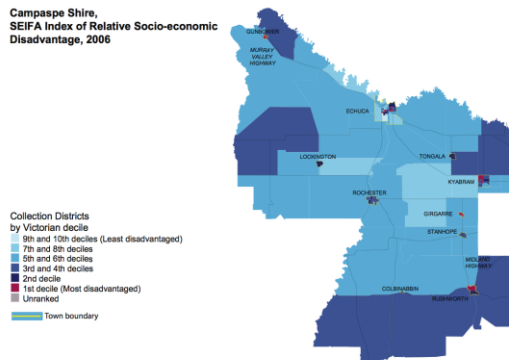 Campaspe Shire,
SEIFA Index of Relative Socio-economic
Disadvantage, 2006
GUNBOWER
MURRAY
VALLEY
HIGHWAY
ECHUCA
LOCKINGTON
TONGALA
KYABRAM
ROCHESTER
GIRGARRE
STANHOPE
MIDLAND
HIGHWAY
COLBINABBIN
RUSHWORTH
Collection Districts
by Victorian decile
9th and 10th deciles (Least disadvantaged)
7th and 8th deciles
5th and 6th deciles
3rd and 4th deciles
2nd decile
1st decile (Most disadvantaged)
Unranked
Town boundary